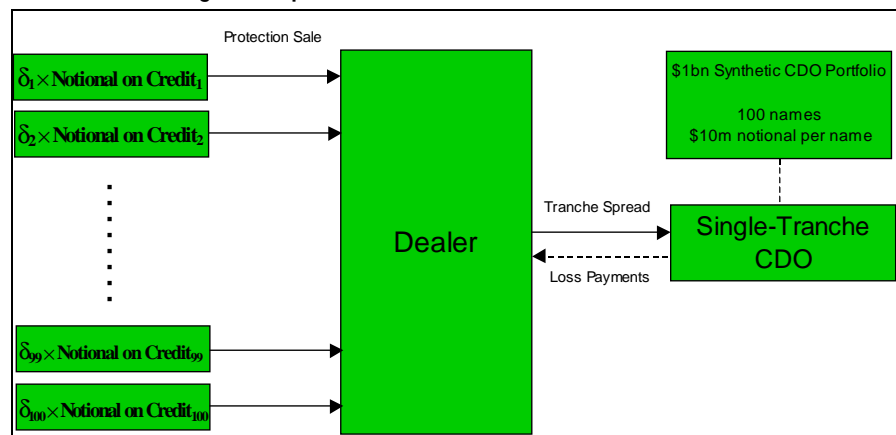 Protection Sale
δ1×Notional on Credit1
δ2×Notional on Credit2
δ99×Notional on Credit99
δ100×Notional on Credit100
Dealer
Tranche Spread
Loss Payments
$1bn Synthetic CDO Portfolio
100 names
$10m notional per name
Single-Tranche
CDO